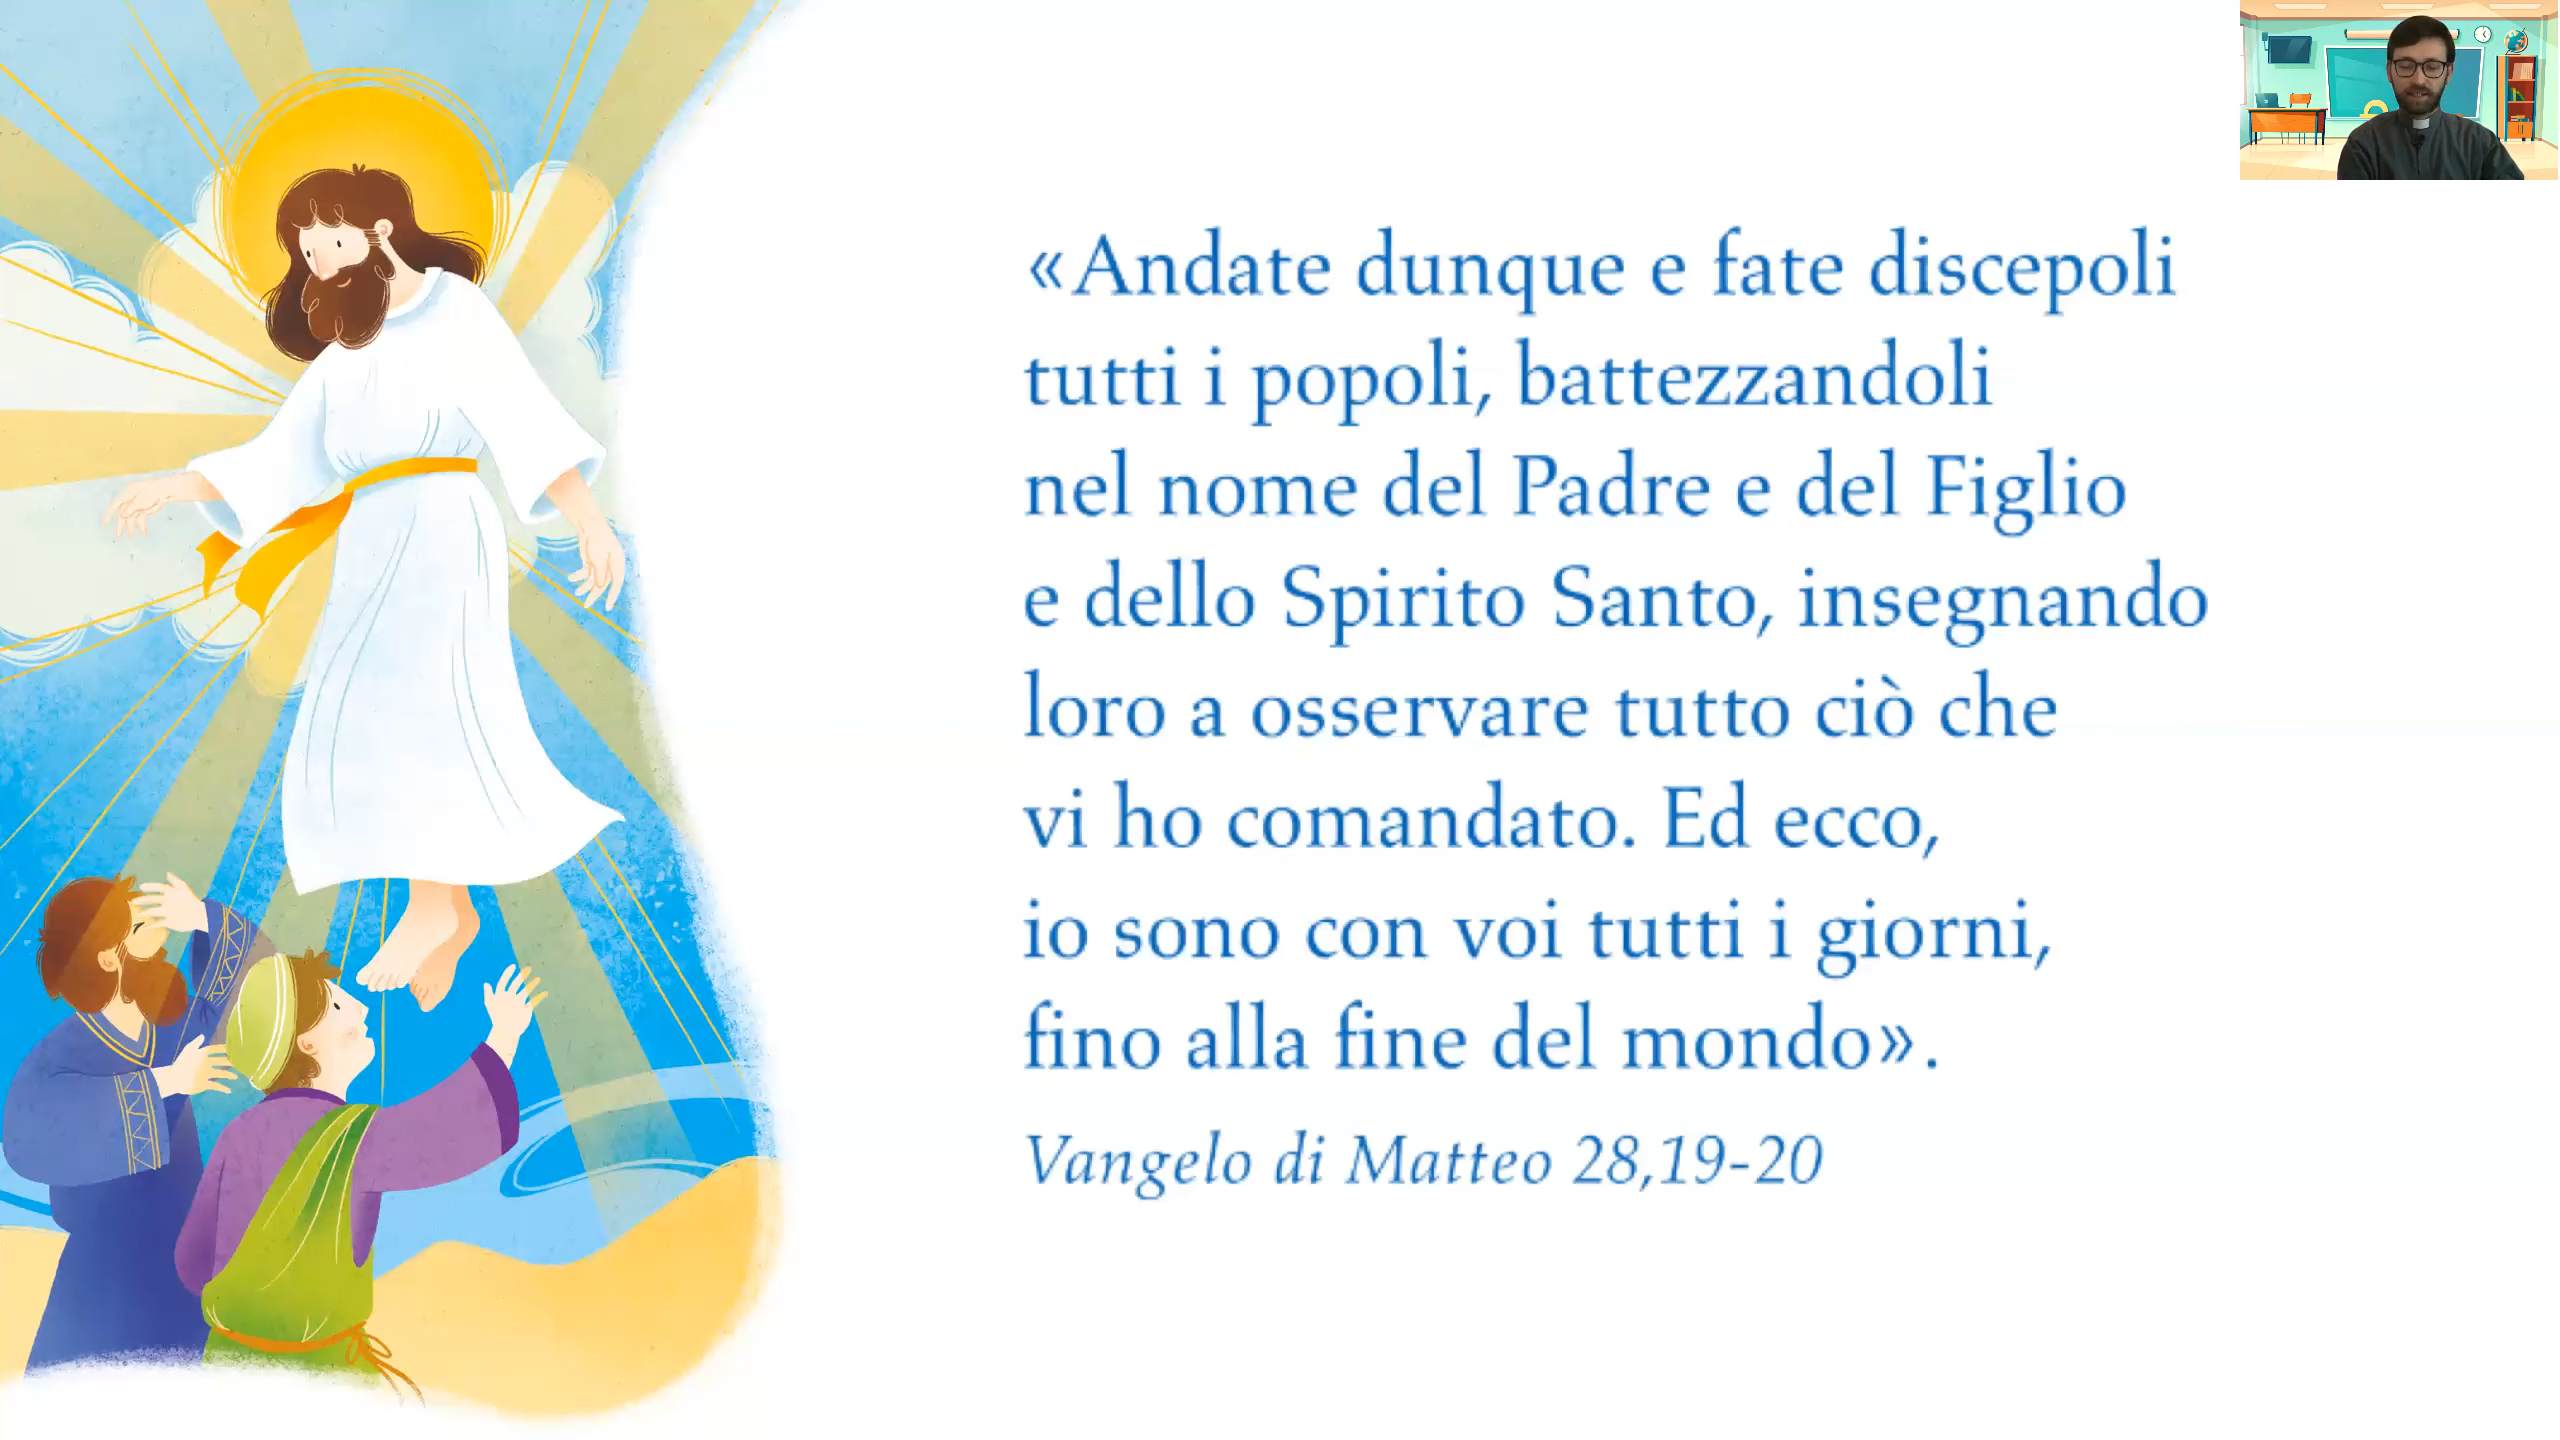 «Andate dunque e fate discepoli
tutti i popoli, battezzandoli
nel nome del Padre e del Figlio
e dello Spirito Santo, insegnando
loro a osservare tutto ciò che
vi ho comandato. Ed ecco,
io sono con voi tutti i giorni,
fino alla fine del mondo».
Vangelo di Matteo 28,19-20